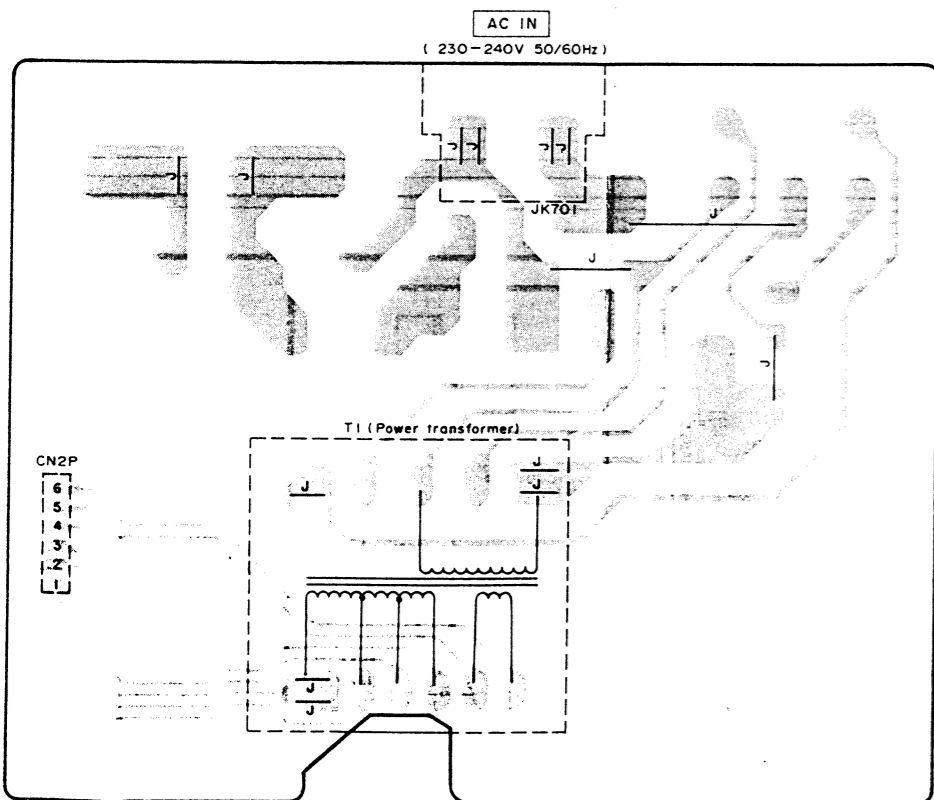 AC IN
( 230-240V 50/60Hz )
J J J J J J
JK701
J
J
J
T1 (Power transformer)
CN2P
J
6 J J
5
4
3
2
1
J
J